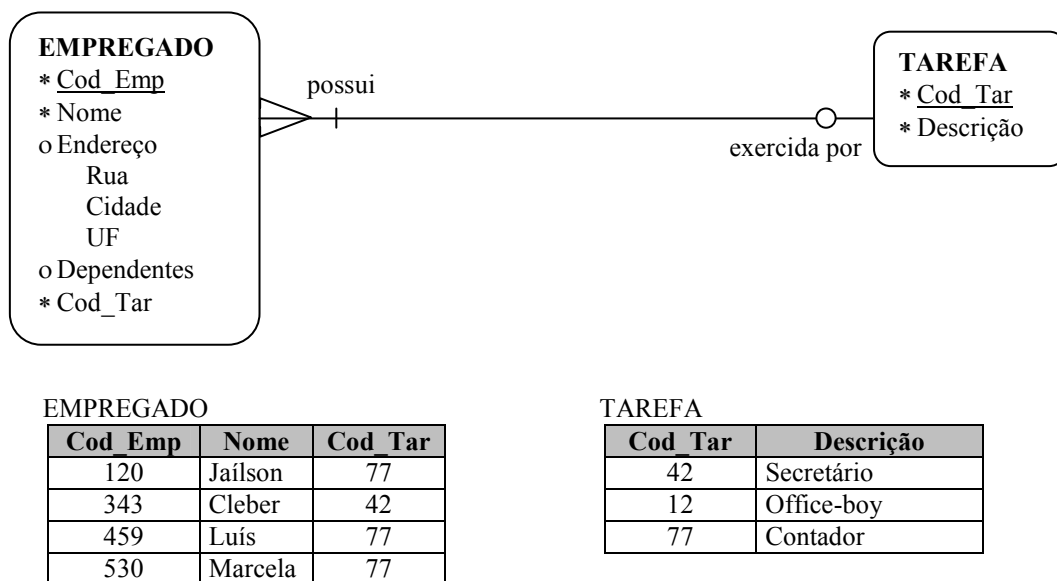 EMPREGADO
* Cod_Emp
* Nome
o Endereço
Rua
Cidade
UF
o Dependentes
* Cod_Tar
possui
exercida por
TAREFA
* Cod_Tar
* Descrição
EMPREGADO
Cod_Emp Nome Cod_Tar
120 Jaílson 77
343 Cleber 42
459 Luís 77
530 Marcela 77
TAREFA
Cod_Tar Descrição
42 Secretário
12 Office-boy
77 Contador